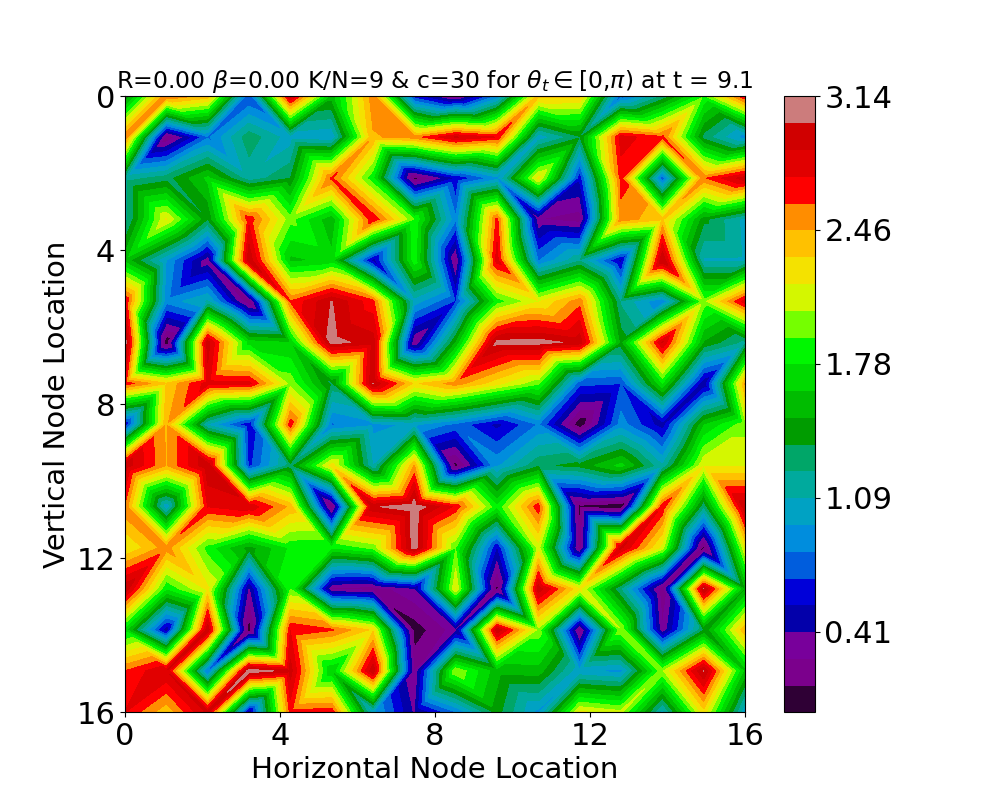 R=0.00 β=0.00 K/N=9 & c=30 for θₜ∈[0,π) at t = 9.1
0
4
8
12
16
Vertical Node Location
0 4 8 12 16
Horizontal Node Location
3.14
2.46
1.78
1.09
0.41